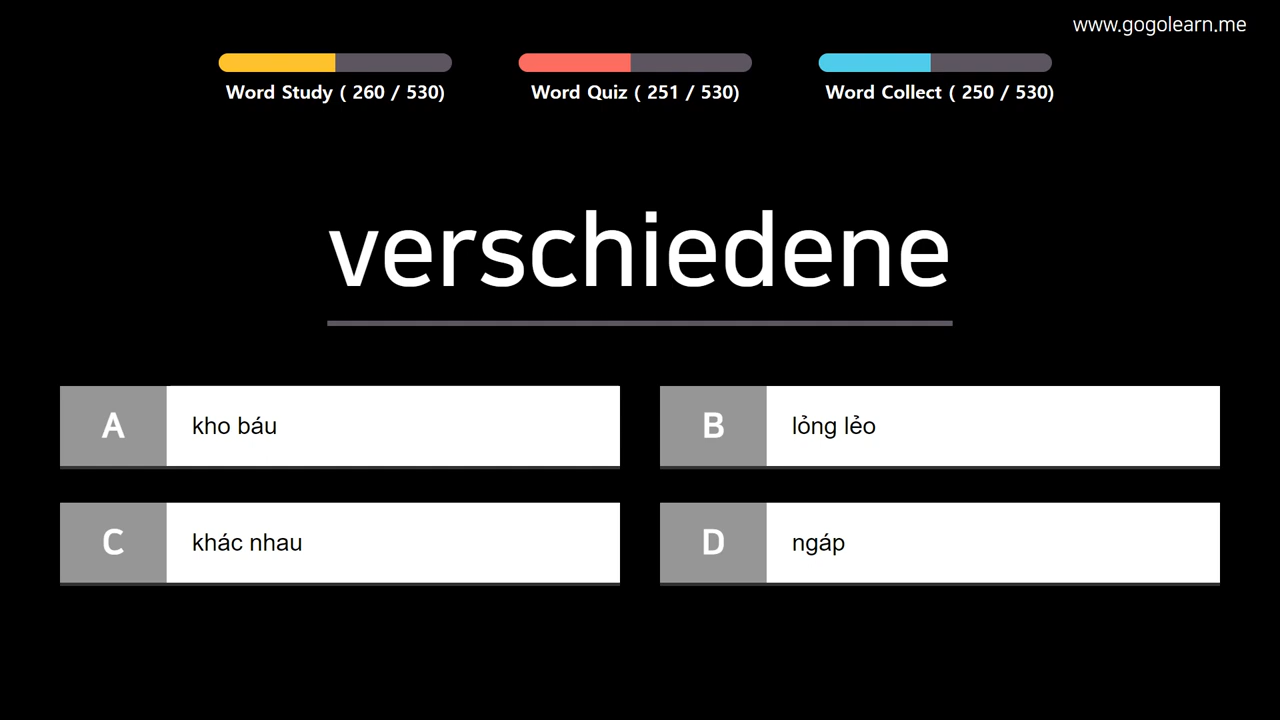 www.gogolearn.me
Word Study ( 260 / 530)
Word Quiz ( 251 / 530)
Word Collect ( 250 / 530)
verschiedene
A
kho báu
B
lỏng lẻo
C
khác nhau
D
ngáp